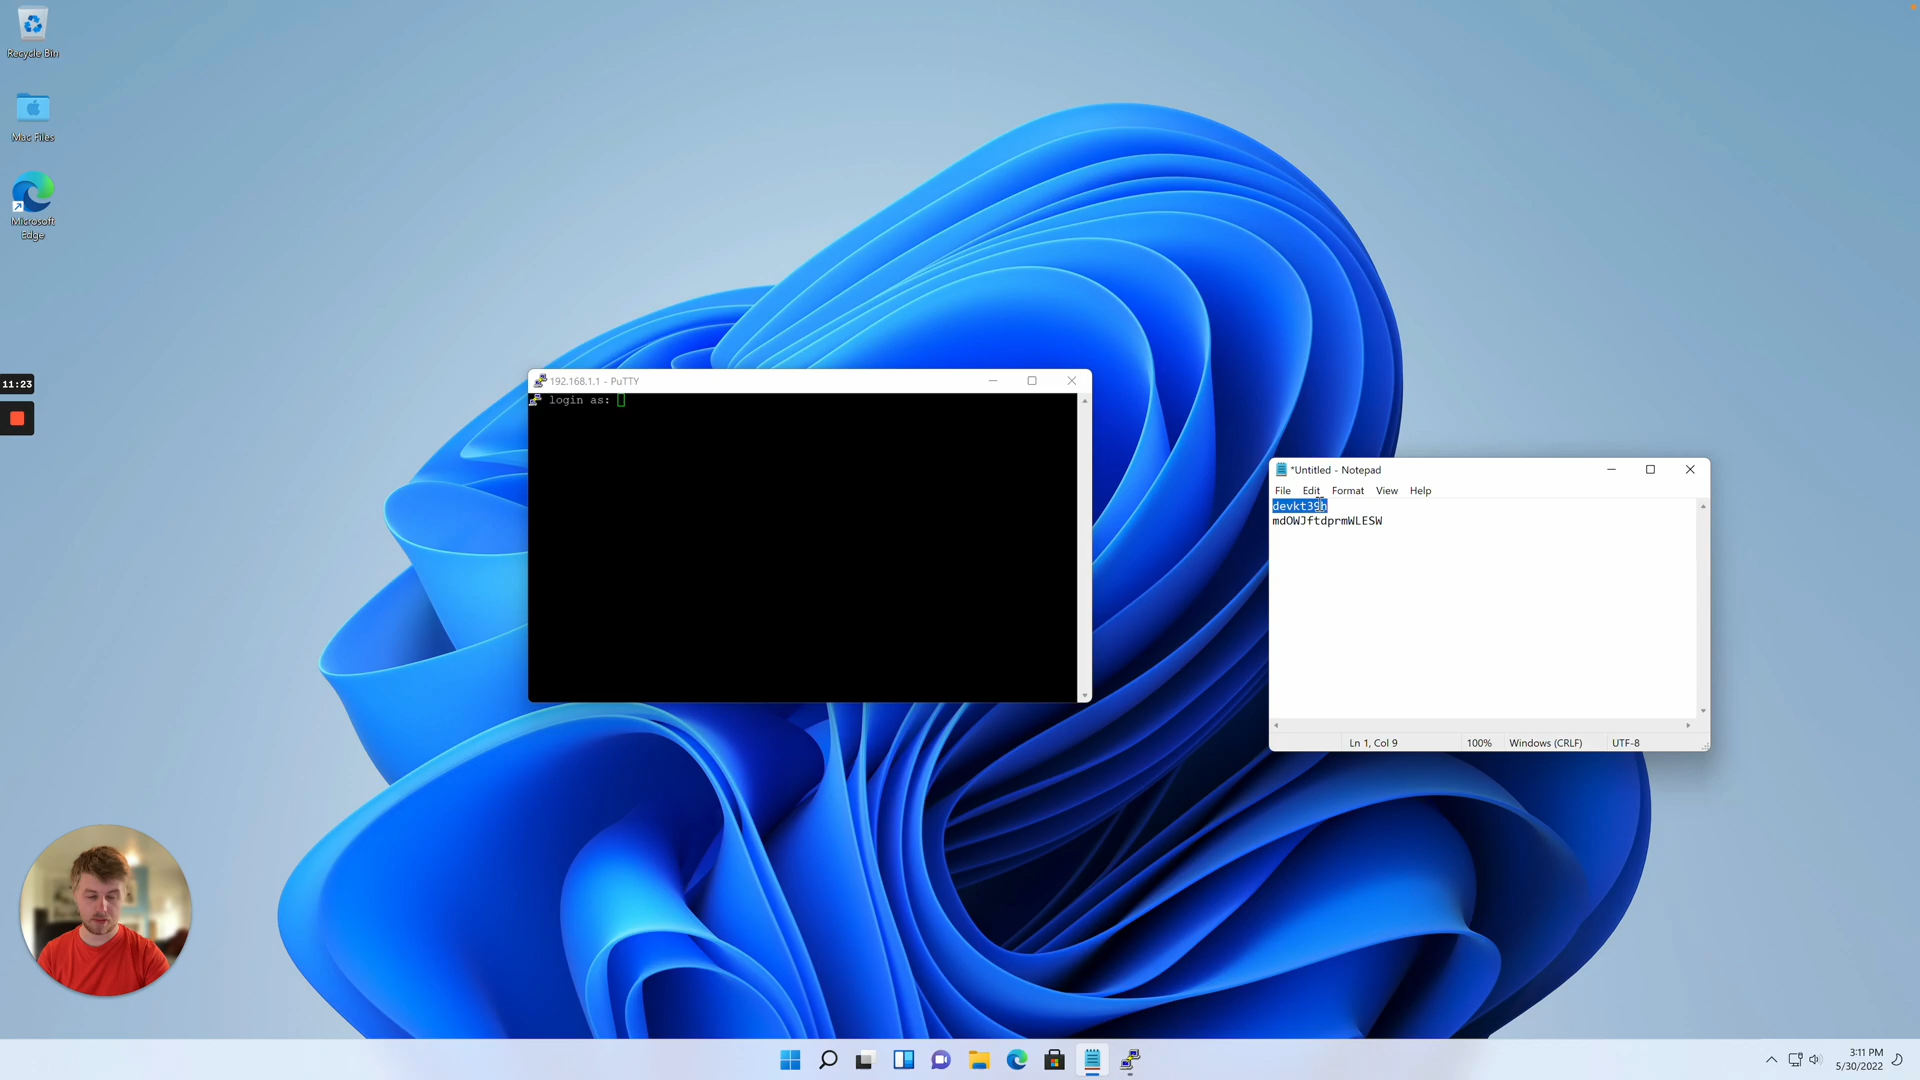 Recycle Bin
Mac Files
Microsoft
Edge
11:23
192.168.1.1 - PuTTY
login as:
*Untitled - Notepad
File Edit Format View Help
devkt39h
mdOWJftdprmWLESW
Ln 1, Col 9
100%
Windows (CRLF)
UTF-8
3:11 PM
5/30/2022